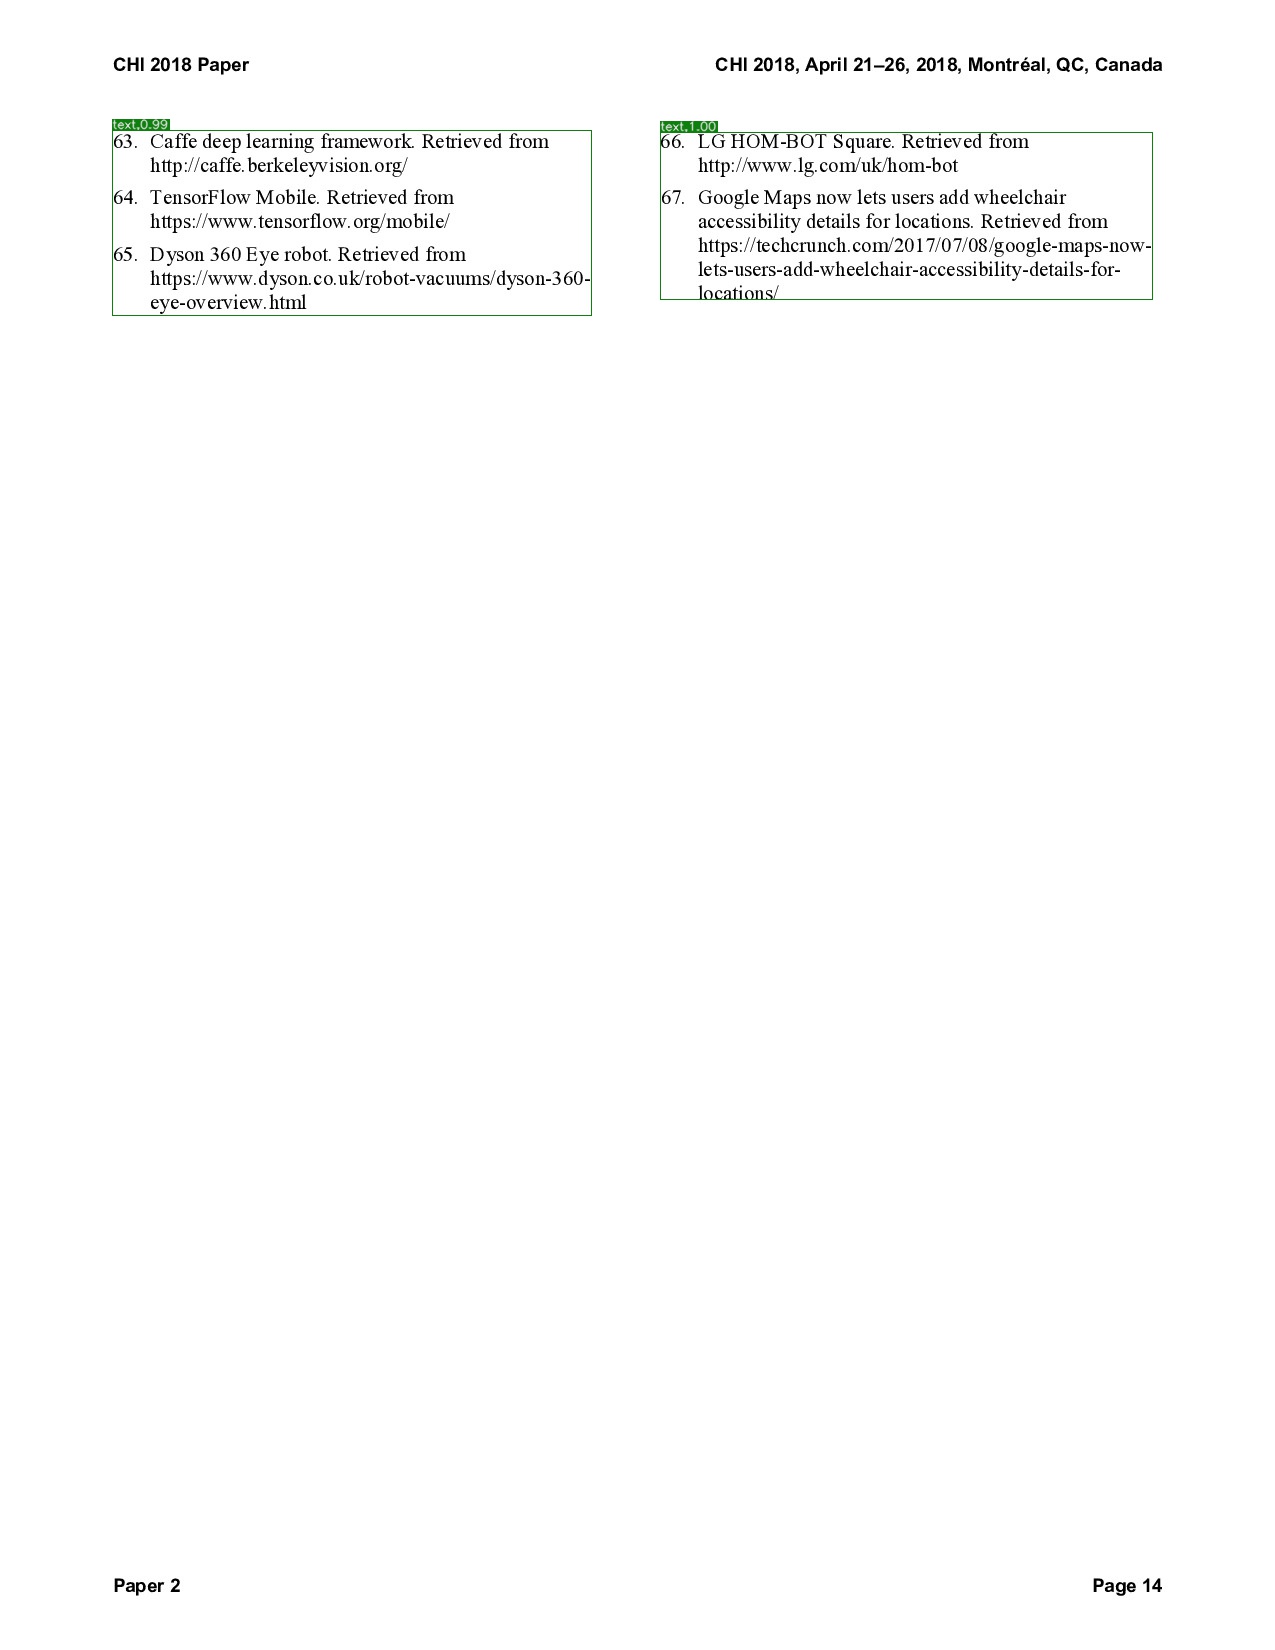 CHI 2018 Paper
CHI 2018, April 21–26, 2018, Montréal, QC, Canada
text,0.99
63. Caffe deep learning framework. Retrieved from
http://caffe.berkeleyvision.org/
64. TensorFlow Mobile. Retrieved from
https://www.tensorflow.org/mobile/
65. Dyson 360 Eye robot. Retrieved from
https://www.dyson.co.uk/robot-vacuums/dyson-360-
eye-overview.html
text,1.00
66. LG HOM-BOT Square. Retrieved from
http://www.lg.com/uk/hom-bot
67. Google Maps now lets users add wheelchair
accessibility details for locations. Retrieved from
https://techcrunch.com/2017/07/08/google-maps-now-
lets-users-add-wheelchair-accessibility-details-for-
locations/
Paper 2
Page 14